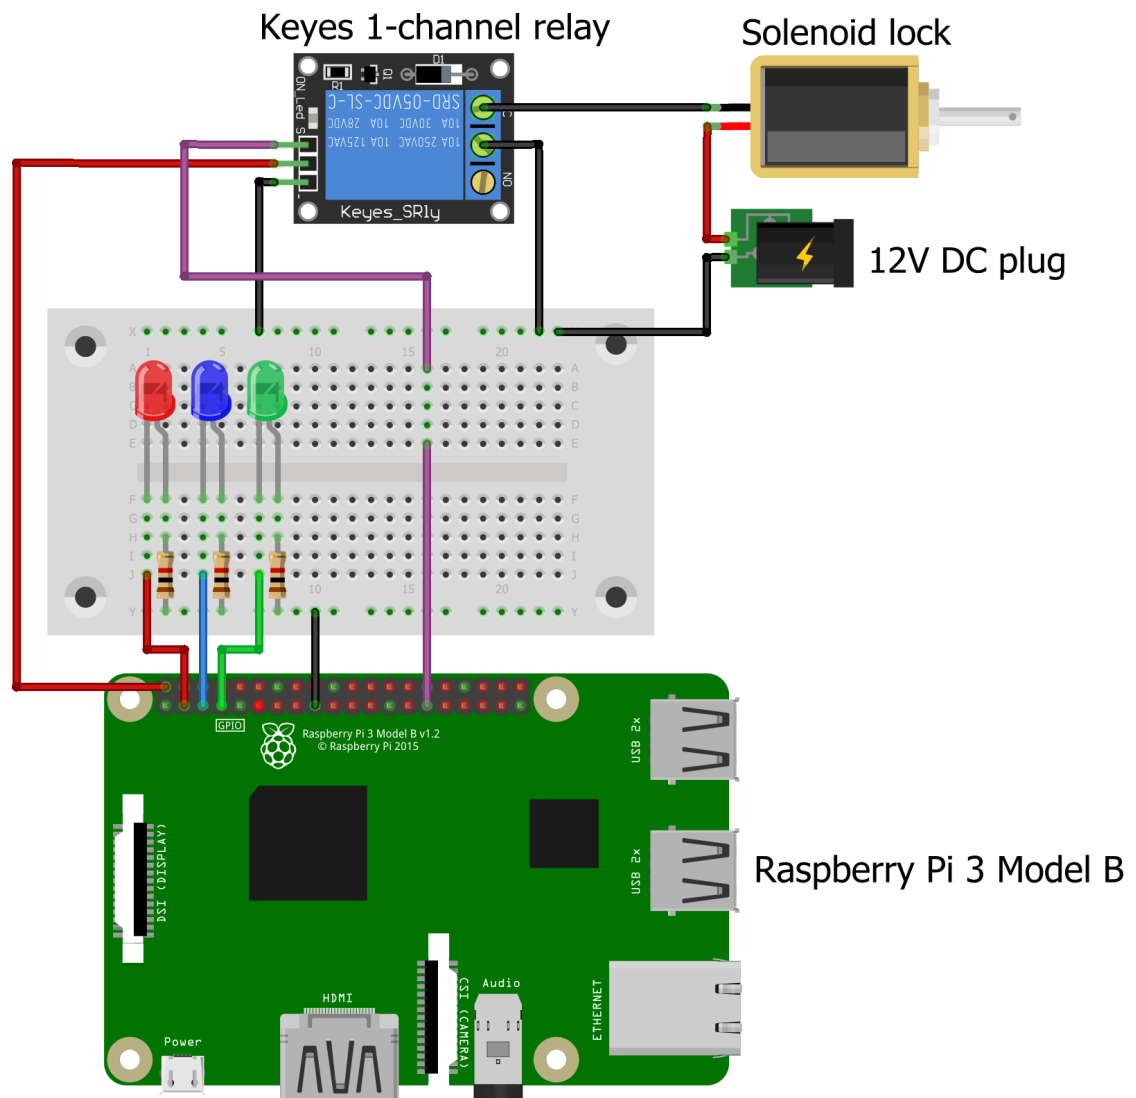 Keyes 1-channel relay
Solenoid lock
D1
Q1
R1
ON_Led
S
C
SRD-05VDC-SL-C
10A 30VDC 10A 28VDC
10A 250VAC 10A 125VAC
NO
-
Keyes_SRly
12V DC plug
X
1 5 10 15 20
A A
B B
C C
D D
E E
F F
G G
H H
I I
J J
10 20
Y Y
GPIO
Raspberry Pi 3 Model B v1.2
© Raspberry Pi 2015
USB 2x
DSI (DISPLAY)
USB 2x
Raspberry Pi 3 Model B
CSI (CAMERA)
Audio
ETHERNET
HDMI
Power